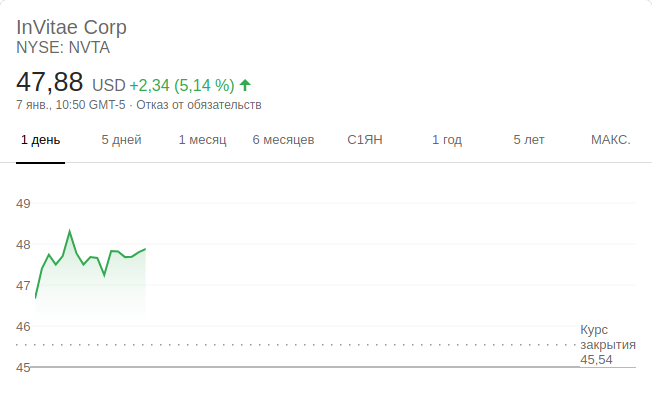 InVitae Corp
NYSE: NVTA
47,88 USD +2,34 (5,14 %)
7 янв., 10:50 GMT-5 · Отказ от обязательств
1 день 5 дней 1 месяц 6 месяцев С1ЯН 1 год 5 лет МАКС.
49
48
47
46
Курс
закрытия
45,54
45